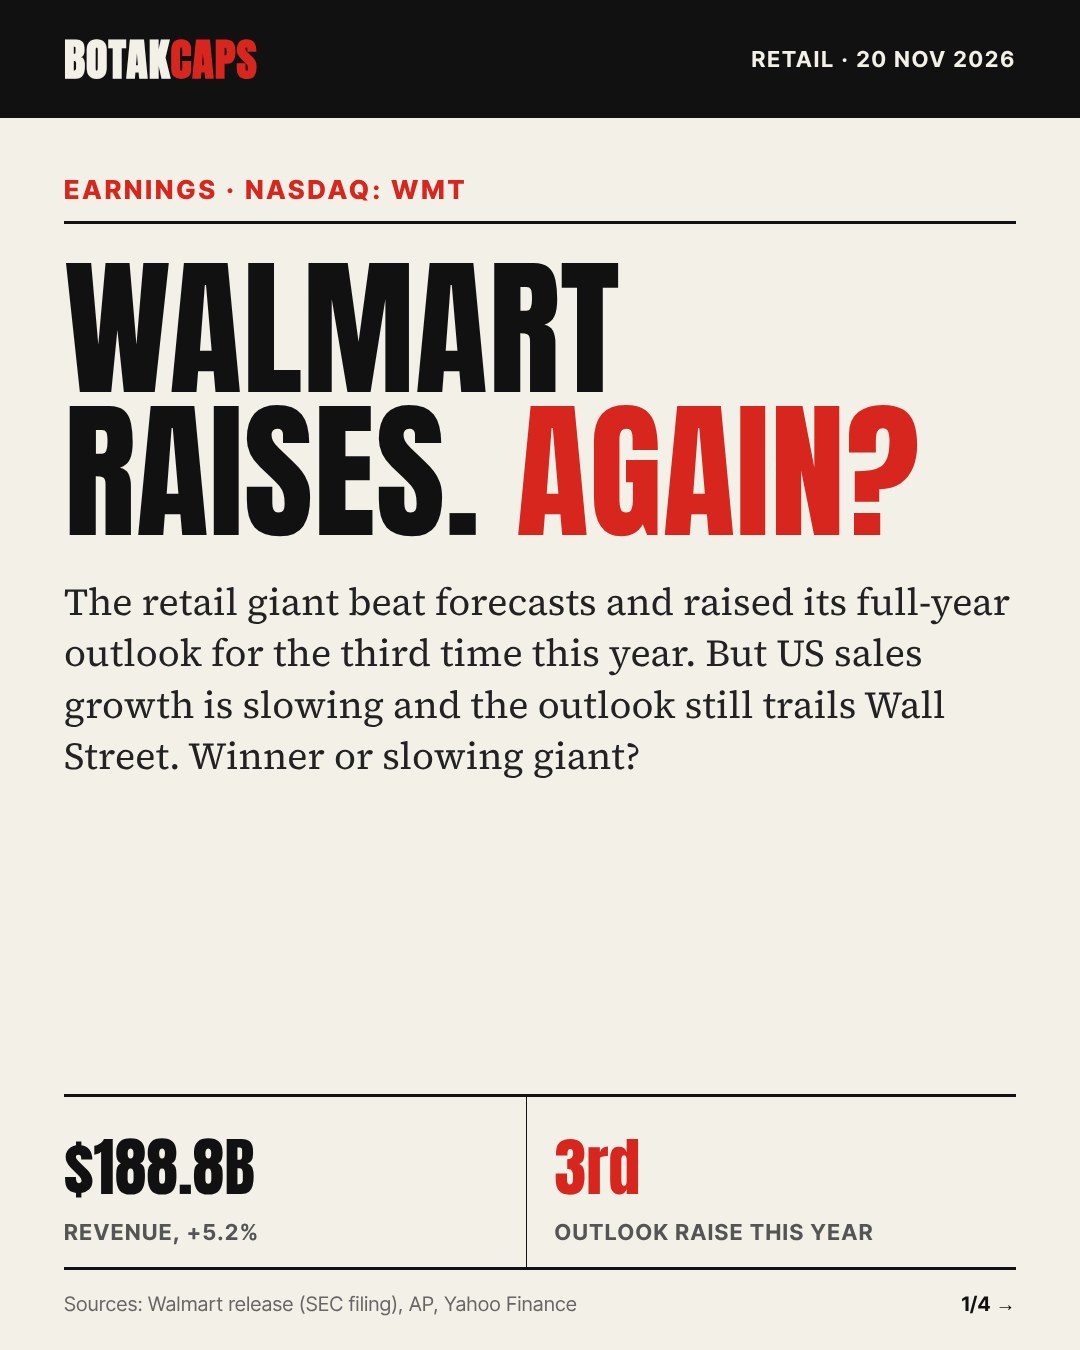 BOTAKCAPS
RETAIL · 20 NOV 2026
EARNINGS · NASDAQ: WMT
WALMART
RAISES. AGAIN?
The retail giant beat forecasts and raised its full-year
outlook for the third time this year. But US sales
growth is slowing and the outlook still trails Wall
Street. Winner or slowing giant?
$188.8B
REVENUE, +5.2%
3rd
OUTLOOK RAISE THIS YEAR
Sources: Walmart release (SEC filing), AP, Yahoo Finance
1/4 →